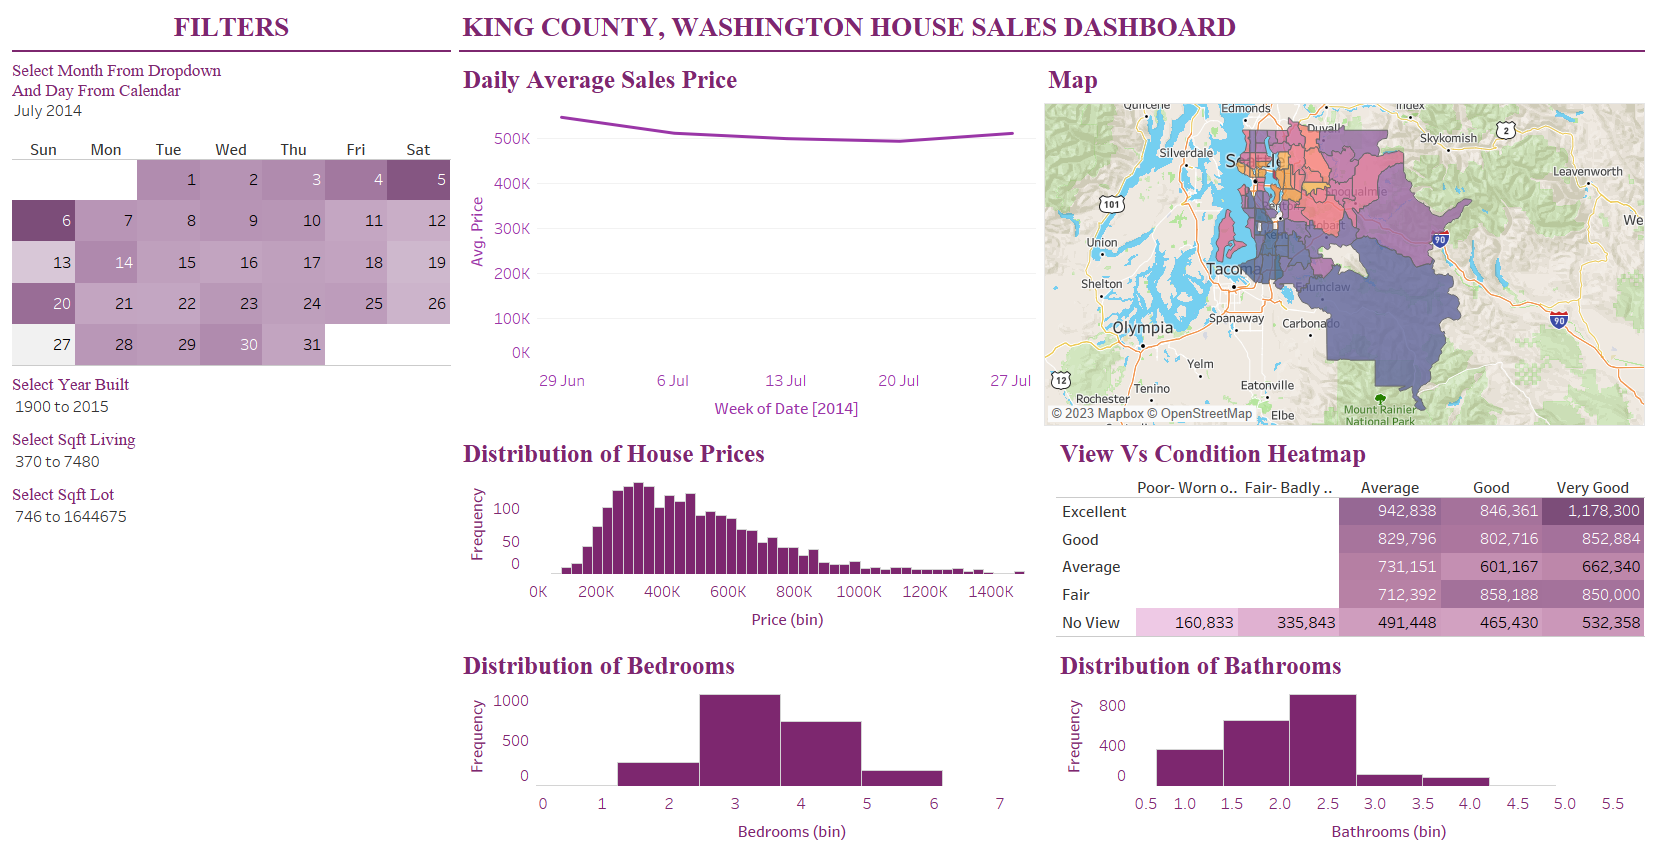 FILTERS
KING COUNTY, WASHINGTON HOUSE SALES DASHBOARD
Select Month From Dropdown
And Day From Calendar
July 2014
Sun Mon Tue Wed Thu Fri Sat
1 2 3 4 5
6 7 8 9 10 11 12
13 14 15 16 17 18 19
20 21 22 23 24 25 26
27 28 29 30 31
Select Year Built
1900 to 2015
Select Sqft Living
370 to 7480
Select Sqft Lot
746 to 1644675
Daily Average Sales Price
Avg. Price
500K
400K
300K
200K
100K
0K
29 Jun 6 Jul 13 Jul 20 Jul 27 Jul
Week of Date [2014]
Map
Quilcene
Edmonds
Index
Duvall
Skykomish
2
Silverdale
Seattle
Leavenworth
Snoqualmie
101
Renton
We
Hobart
Kent
90
Union
Tacoma
Shelton
Enumclaw
Spanaway
Carbonado
90
Olympia
Yelm
12
Tenino
Eatonville
Rochester
Elbe
Mount Rainier
National Park
© 2023 Mapbox © OpenStreetMap
Distribution of House Prices
Frequency
100
50
0
0K 200K 400K 600K 800K 1000K 1200K 1400K
Price (bin)
View Vs Condition Heatmap
Poor- Worn o.. Fair- Badly .. Average Good Very Good
Excellent 942,838 846,361 1,178,300
Good 829,796 802,716 852,884
Average 731,151 601,167 662,340
Fair 712,392 858,188 850,000
No View 160,833 335,843 491,448 465,430 532,358
Distribution of Bedrooms
Frequency
1000
500
0
0 1 2 3 4 5 6 7
Bedrooms (bin)
Distribution of Bathrooms
Frequency
800
400
0
0.5 1.0 1.5 2.0 2.5 3.0 3.5 4.0 4.5 5.0 5.5
Bathrooms (bin)